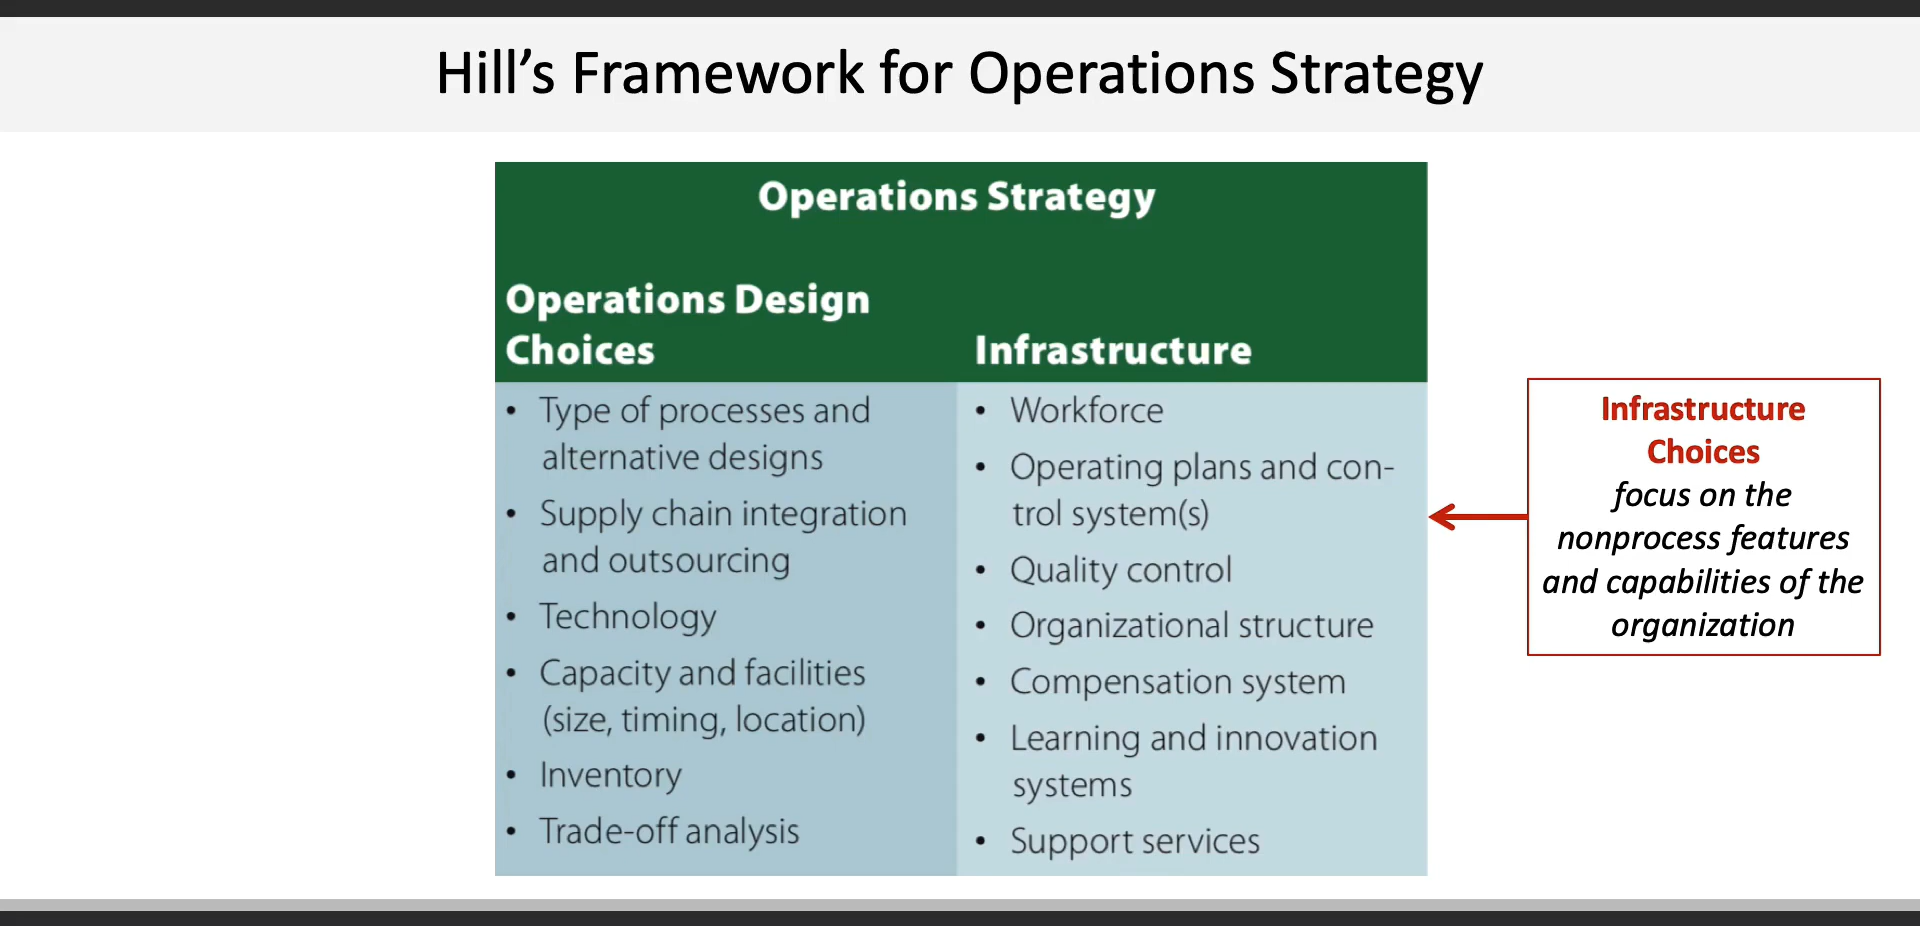 Hill’s Framework for Operations Strategy
Operations Strategy
Operations Design
Choices
• Type of processes and
alternative designs
• Supply chain integration
and outsourcing
• Technology
• Capacity and facilities
(size, timing, location)
• Inventory
• Trade-off analysis
Infrastructure
• Workforce
• Operating plans and con-
trol system(s)
• Quality control
• Organizational structure
• Compensation system
• Learning and innovation
systems
• Support services
Infrastructure
Choices
focus on the
nonprocess features
and capabilities of the
organization